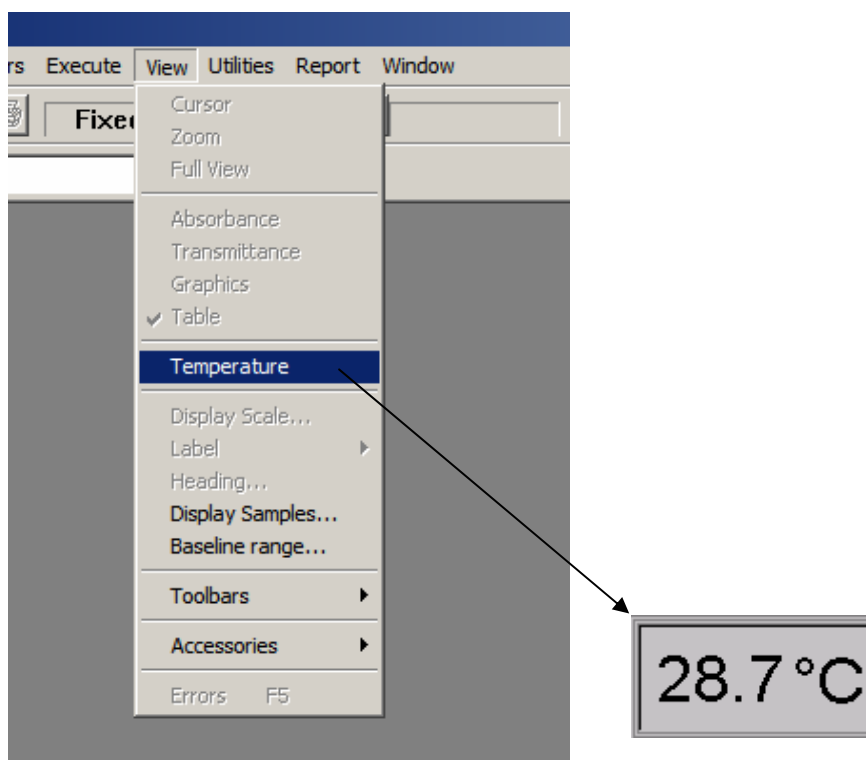 rs Execute View Utilities Report Window
Fixe
Cursor
Zoom
Full View
Absorbance
Transmittance
Graphics
Table
Temperature
Display Scale...
Label
Heading...
Display Samples...
Baseline range...
Toolbars
Accessories
Errors F5
28.7 °C